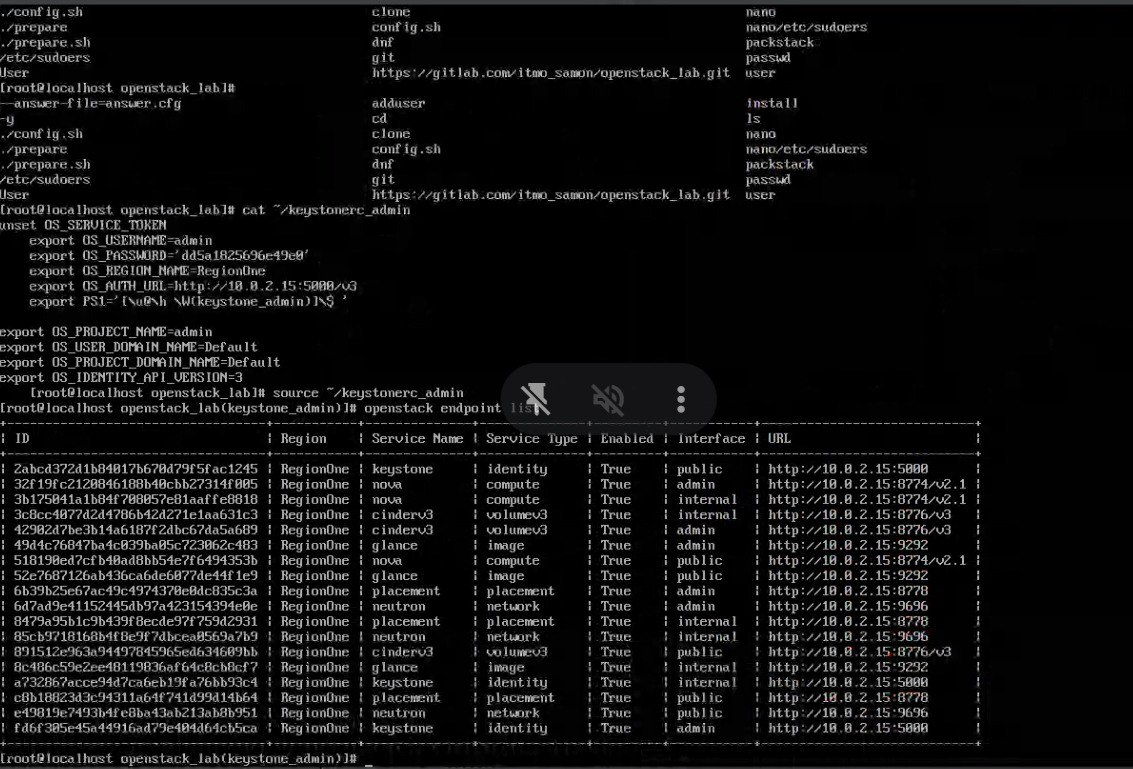 ./config.sh clone nano
./prepare config.sh nano/etc/sudoers
./prepare.sh dnf packstack
/etc/sudoers git passwd
User https://gitlab.com/itmo_samon/openstack_lab.git user
[root@localhost openstack_lab]#
--answer-file=answer.cfg adduser install
-y cd ls
./config.sh clone nano
./prepare config.sh nano/etc/sudoers
./prepare.sh dnf packstack
/etc/sudoers git passwd
User https://gitlab.com/itmo_samon/openstack_lab.git user
[root@localhost openstack_lab]# cat ~/keystonerc_admin
unset OS_SERVICE_TOKEN
export OS_USERNAME=admin
export OS_PASSWORD='dd5a1825696e49e0'
export OS_REGION_NAME=RegionOne
export OS_AUTH_URL=http://10.0.2.15:5000/v3
export PS1='[\u@\h \W(keystone_admin)]\$ '
export OS_PROJECT_NAME=admin
export OS_USER_DOMAIN_NAME=Default
export OS_PROJECT_DOMAIN_NAME=Default
export OS_IDENTITY_API_VERSION=3
[root@localhost openstack_lab]# source ~/keystonerc_admin
[root@localhost openstack_lab(keystone_admin)]# openstack endpoint list
| ID | Region | Service Name | Service Type | Enabled | Interface | URL |
| 2abcd372d1b84017b670d79f5fac1245 | RegionOne | keystone | identity | True | public | http://10.0.2.15:5000 |
| 32f19fc2120846188b40cbb27314f005 | RegionOne | nova | compute | True | admin | http://10.0.2.15:8774/v2.1 |
| 3b175041a1b84f708057e81aaffe8818 | RegionOne | nova | compute | True | internal | http://10.0.2.15:8774/v2.1 |
| 3c8cc4077d2d4786b42d271e1aa631c3 | RegionOne | cinderv3 | volumev3 | True | internal | http://10.0.2.15:8776/v3 |
| 42902d7be3b14a6187f2dbc67da5a689 | RegionOne | cinderv3 | volumev3 | True | admin | http://10.0.2.15:8776/v3 |
| 49d4c76847ba4c039ba05c723062c483 | RegionOne | glance | image | True | admin | http://10.0.2.15:9292 |
| 518190ed7cfb40ad8bb54e7f6494353b | RegionOne | nova | compute | True | public | http://10.0.2.15:8774/v2.1 |
| 52e7687126ab436ca6de6077de44f1e9 | RegionOne | glance | image | True | public | http://10.0.2.15:9292 |
| 6b39b25e67ac49c4974370e0dc835c3a | RegionOne | placement | placement | True | admin | http://10.0.2.15:8778 |
| 6d7ad9e41152445db97a423154394e0e | RegionOne | neutron | network | True | admin | http://10.0.2.15:9696 |
| 8479a95b1c9b439f8ecde97f759d2931 | RegionOne | placement | placement | True | internal | http://10.0.2.15:8778 |
| 85cb9718168b4f8e9f7dbcea0569a7b9 | RegionOne | neutron | network | True | internal | http://10.0.2.15:9696 |
| 891512e963a94497845965ed634609bb | RegionOne | cinderv3 | volumev3 | True | public | http://10.0.2.15:8776/v3 |
| 8c486c59e2ee48119036af64c0cb8cf7 | RegionOne | glance | image | True | internal | http://10.0.2.15:9292 |
| a732867acce94d7ca6eb19fa76bb93c4 | RegionOne | keystone | identity | True | internal | http://10.0.2.15:5000 |
| c8b18823d3c94311a64f741d99d14b64 | RegionOne | placement | placement | True | public | http://10.0.2.15:8778 |
| e49819e7493b4fe8ba43ab213ab8b951 | RegionOne | neutron | network | True | public | http://10.0.2.15:9696 |
| fd6f305e45a44916ad79e404d64cb5ca | RegionOne | keystone | identity | True | admin | http://10.0.2.15:5000 |
[root@localhost openstack_lab(keystone_admin)]# _